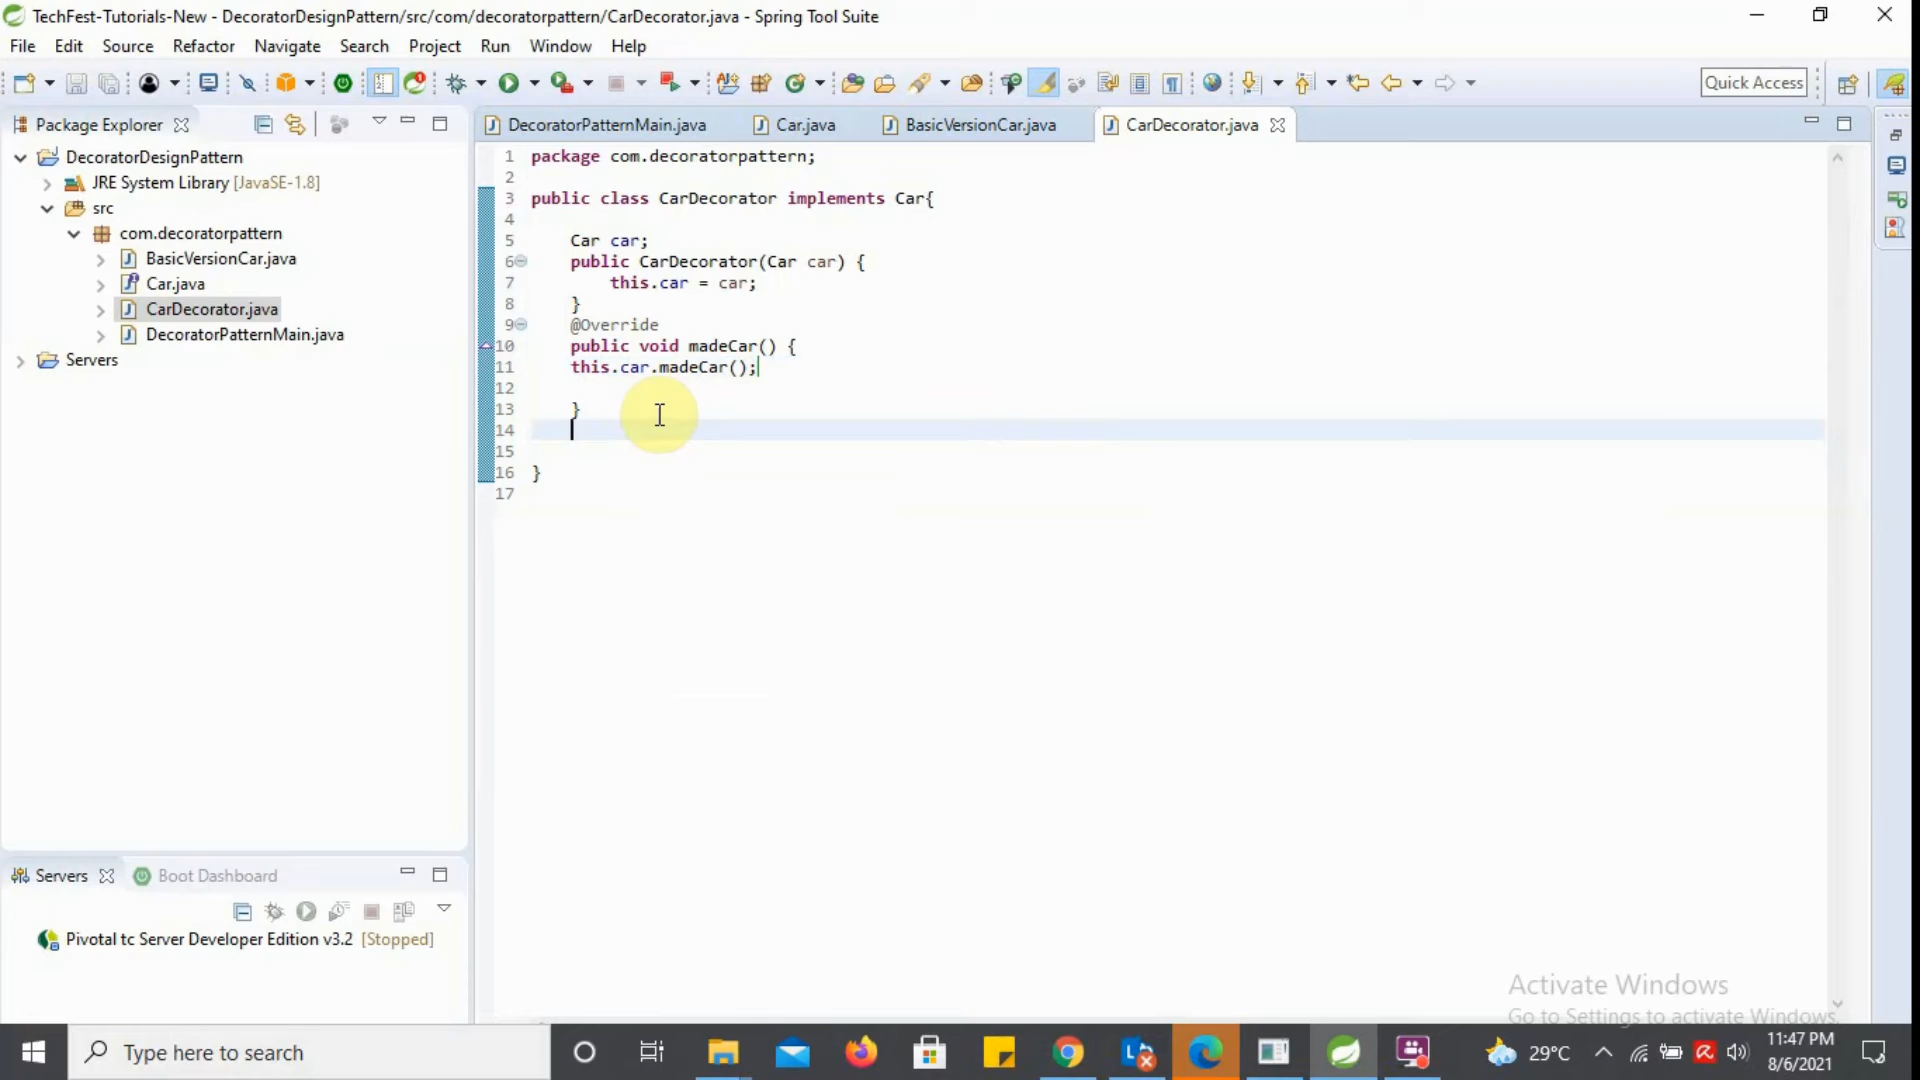 TechFest-Tutorials-New - DecoratorDesignPattern/src/com/decoratorpattern/CarDecorator.java - Spring Tool Suite
File Edit Source Refactor Navigate Search Project Run Window Help
Quick Access
Package Explorer
DecoratorDesignPattern
JRE System Library [JavaSE-1.8]
src
com.decoratorpattern
BasicVersionCar.java
Car.java
CarDecorator.java
DecoratorPatternMain.java
Servers
DecoratorPatternMain.java Car.java BasicVersionCar.java CarDecorator.java
1 package com.decoratorpattern;
2
3 public class CarDecorator implements Car{
4
5 Car car;
6 public CarDecorator(Car car) {
7 this.car = car;
8 }
9 @Override
10 public void madeCar() {
11 this.car.madeCar();
12
13 }
14
15
16 }
17
Servers Boot Dashboard
Pivotal tc Server Developer Edition v3.2 [Stopped]
Activate Windows
Go to Settings to activate Windows.
Type here to search
29°C
11:47 PM
8/6/2021